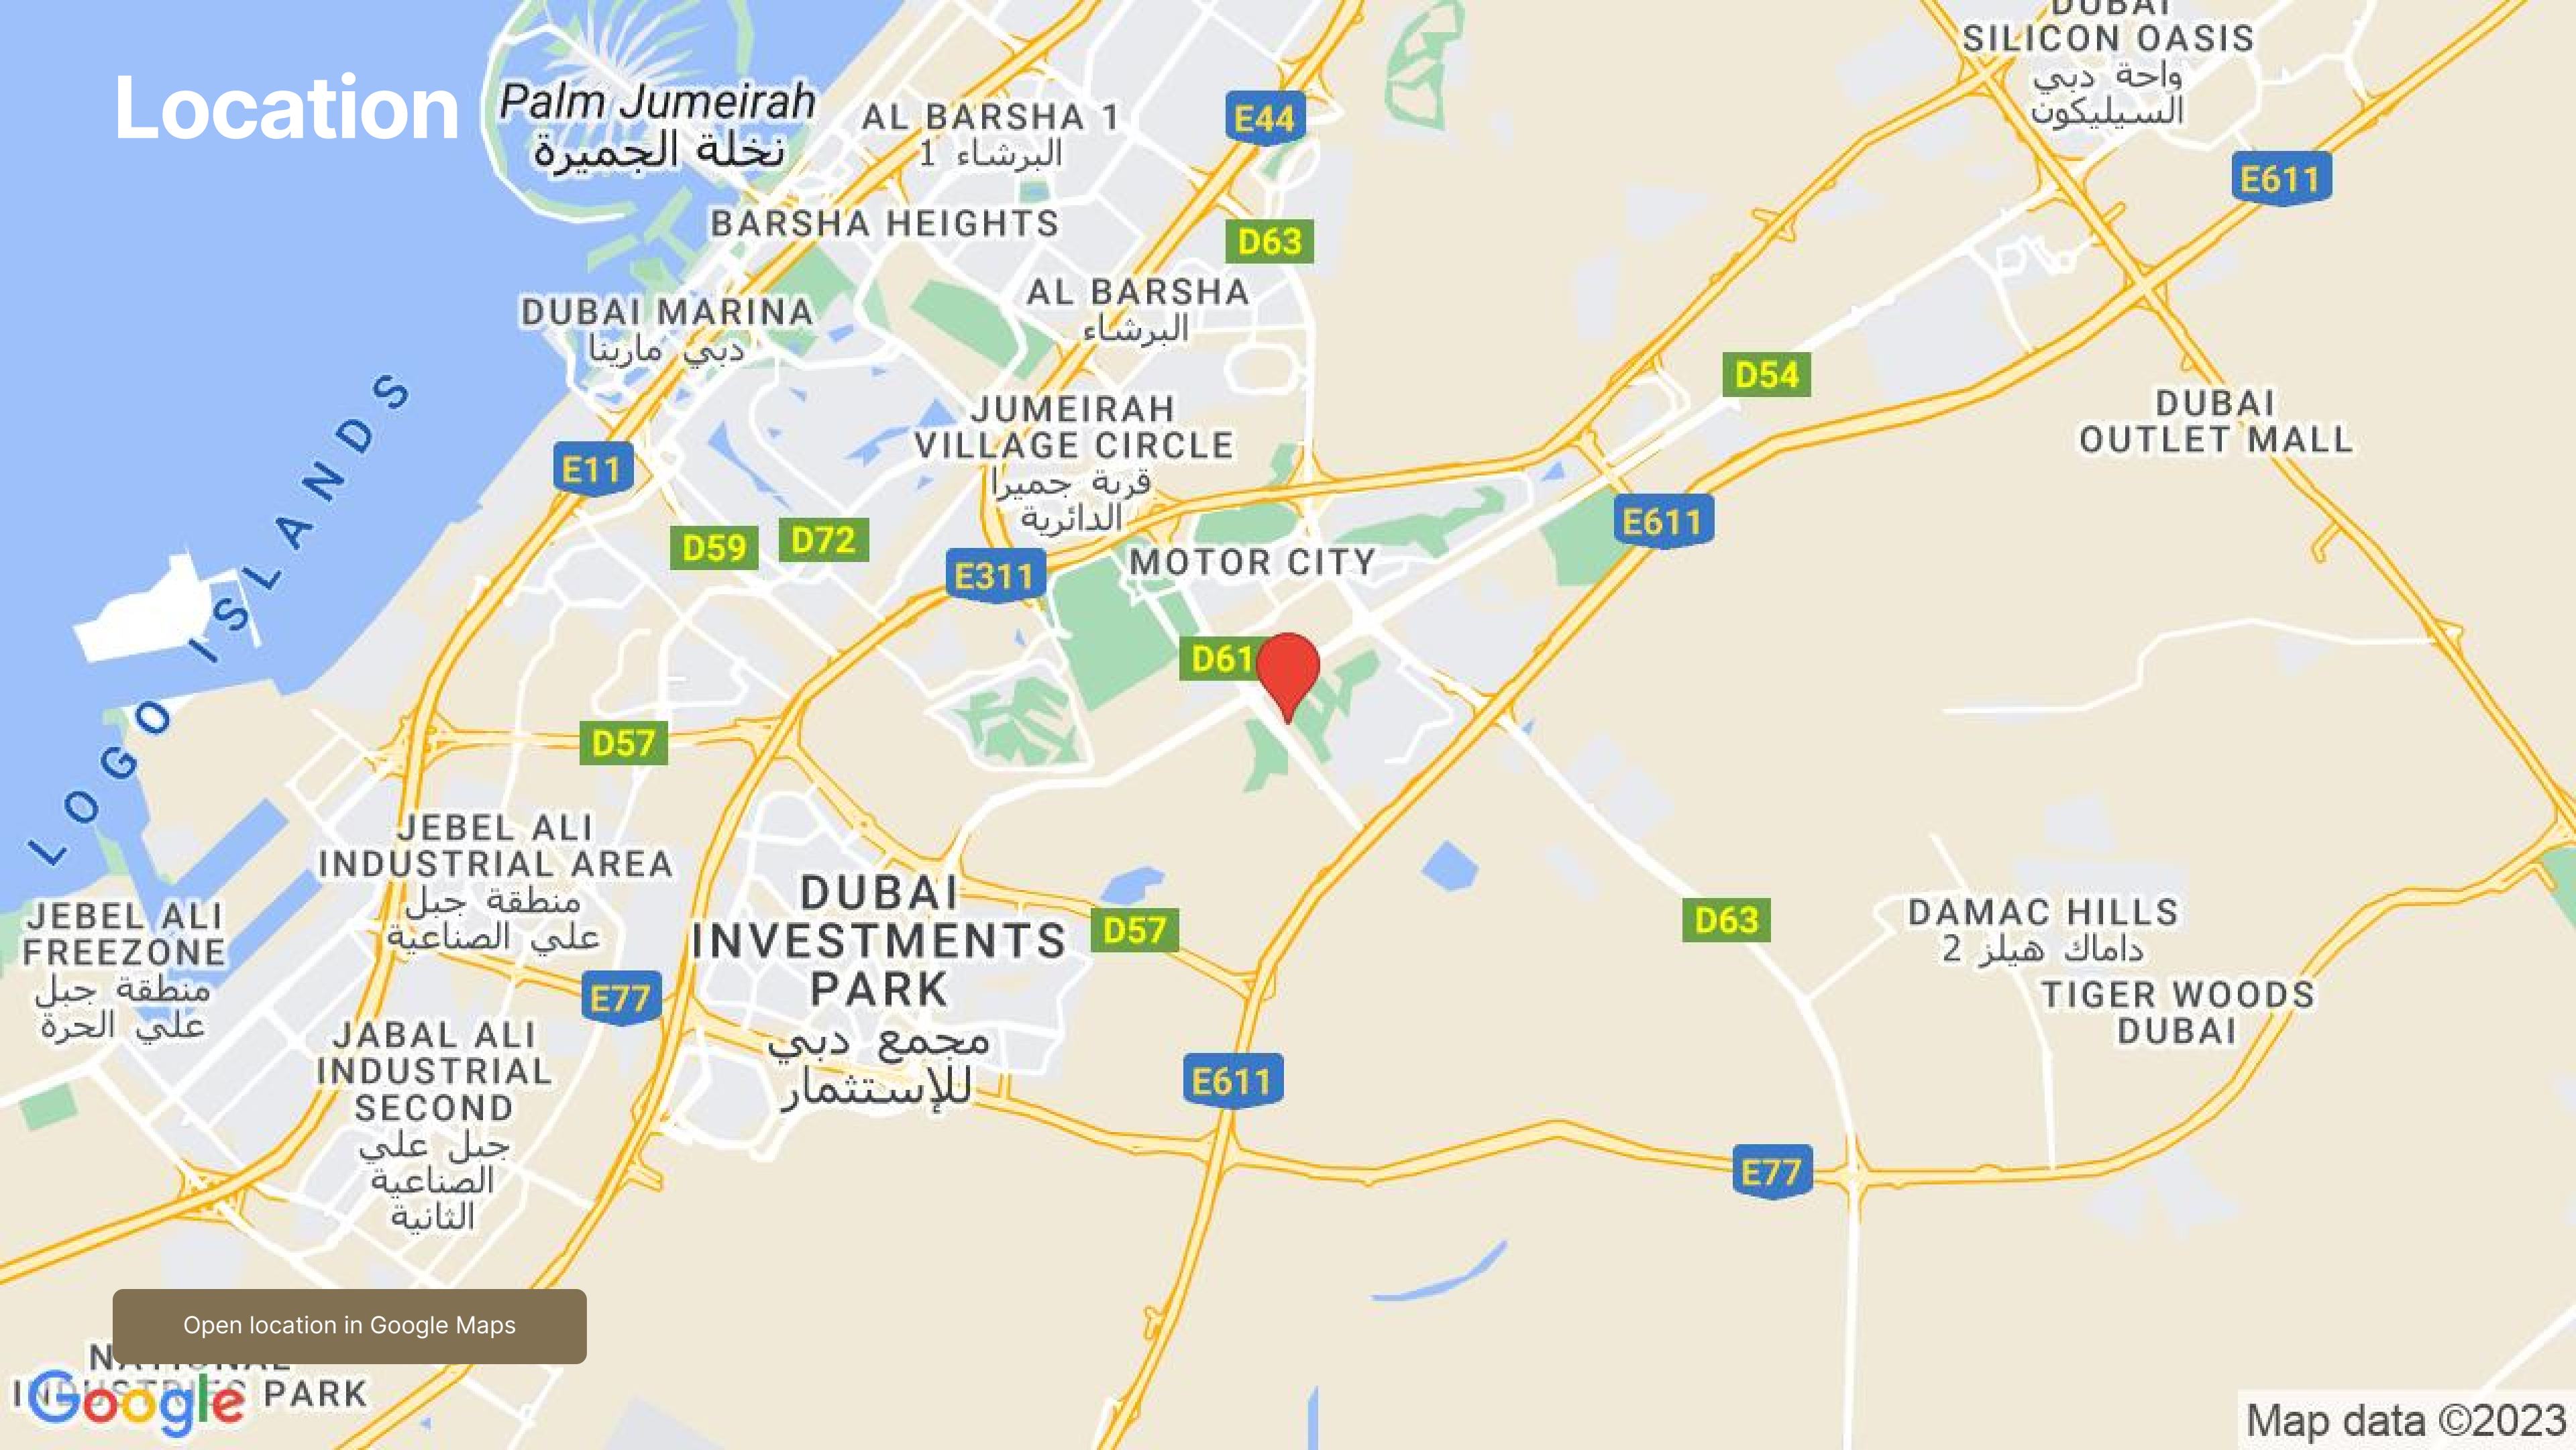 Location
Palm Jumeirah
نخلة الجميرة
AL BARSHA 1
البرشاء 1
E44
DUBAI
SILICON OASIS
واحة دبي
السيليكون
E611
BARSHA HEIGHTS
D63
AL BARSHA
البرشاء
DUBAI MARINA
دبي مارينا
D54
JUMEIRAH
VILLAGE CIRCLE
قرية جميرا
الدائرية
DUBAI
OUTLET MALL
E11
E611
D59
D72
E311
MOTOR CITY
LOGO ISLANDS
D61
D57
JEBEL ALI
INDUSTRIAL AREA
منطقة جبل
علي الصناعية
DUBAI
INVESTMENTS
PARK
مجمع دبي
للإستثمار
D57
D63
DAMAC HILLS
داماك هيلز 2
JEBEL ALI
FREEZONE
منطقة جبل
علي الحرة
E77
TIGER WOODS
DUBAI
JABAL ALI
INDUSTRIAL
SECOND
جبل علي
الصناعية
الثانية
E611
E77
Open location in Google Maps
NATIONAL
INDUSTRIES PARK
Google
Map data ©2023